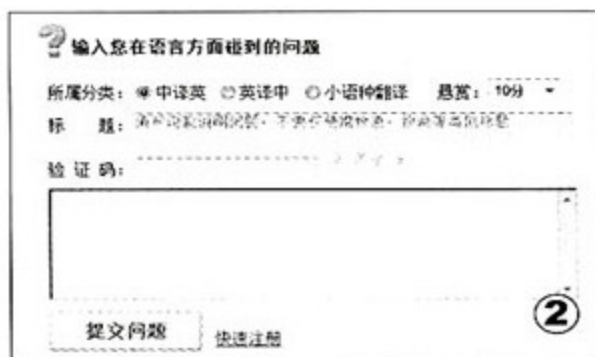 输入您在语言方面碰到的问题
所属分类: 中译英 英译中 小语种翻译 悬赏: 10分
标 题:
验证码:
提交问题 快速注册
②